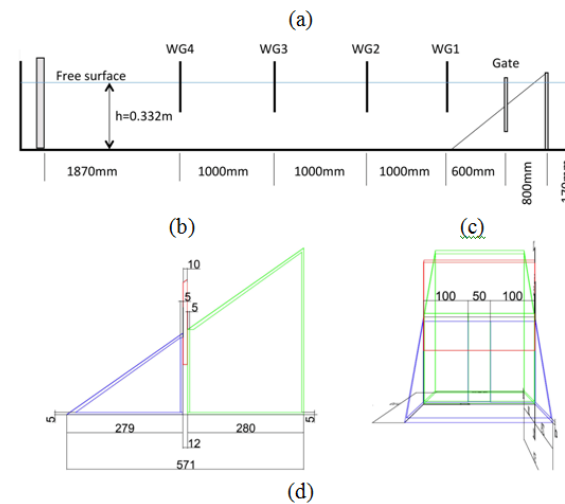 (a)
WG4 WG3 WG2 WG1
Gate
Free surface
h=0.332m
1870mm 1000mm 1000mm 1000mm 600mm 800mm
(b) (c)
10
5
5
100 50 100
5 279 280 5
12
571
(d)